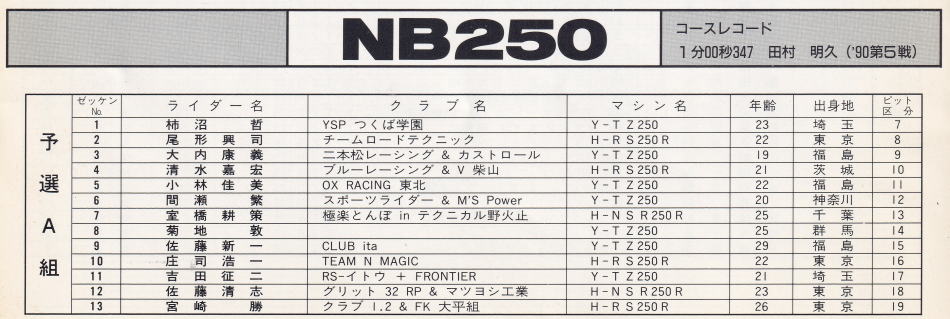 NB250
コースレコード
1分00秒347 田村 明久 ('90第5戦)
予選A組
ゼッケンNo. ライダー名 クラブ名 マシン名 年齢 出身地 ピット区分
1 柿沼 哲 YSP つくば学園 Y-TZ250 23 埼玉 7
2 尾形興司 チームロードテクニック H-RS250R 22 東京 8
3 大内康義 二本松レーシング & カストロール Y-TZ250 19 福島 9
4 清水嘉宏 ブルーレーシング & V 柴山 H-RS250R 21 茨城 10
5 小林佳美 OX RACING 東北 Y-TZ250 22 福島 11
6 間瀬 繁 スポーツライダー & M'S Power Y-TZ250 20 神奈川 12
7 室橋耕策 極楽とんぼ in テクニカル野火止 H-NSR250R 25 千葉 13
8 菊地 敦 Y-TZ250 25 群馬 14
9 佐藤新一 CLUB ita Y-TZ250 29 福島 15
10 庄司浩一 TEAM N MAGIC H-RS250R 22 東京 16
11 吉田征二 RS-イトウ + FRONTIER Y-TZ250 21 埼玉 17
12 佐藤清志 グリット 32 RP & マツヨシ工業 H-NSR250R 23 東京 18
13 宮崎 勝 クラブ 1.2 & FK 大平組 H-RS250R 26 東京 19